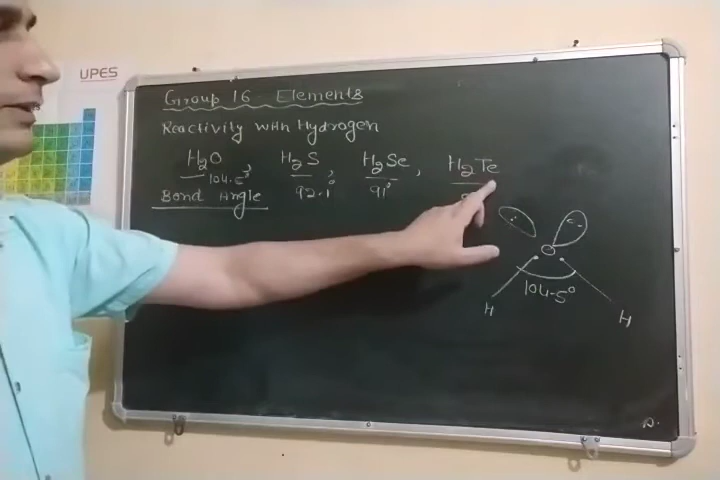 UPES
Group 16 Elements
Reactivity with Hydrogen
H2O H2S, H2Se, H2Te
104.5° 92.1° 91°
Bond Angle
O
104.5°
H H